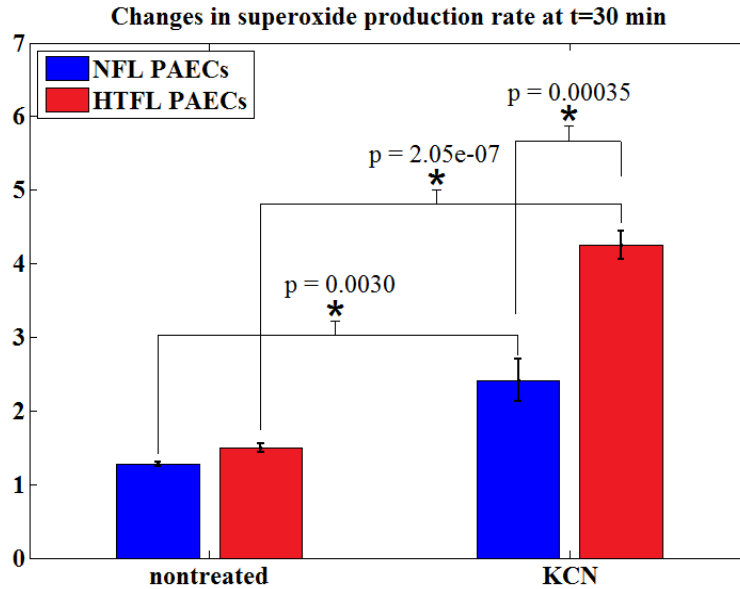 Changes in superoxide production rate at t=30 min
7
NFL PAECs
HTFL PAECs
6
p = 0.00035
*
p = 2.05e-07
*
5
4
p = 0.0030
*
3
2
1
0
nontreated KCN